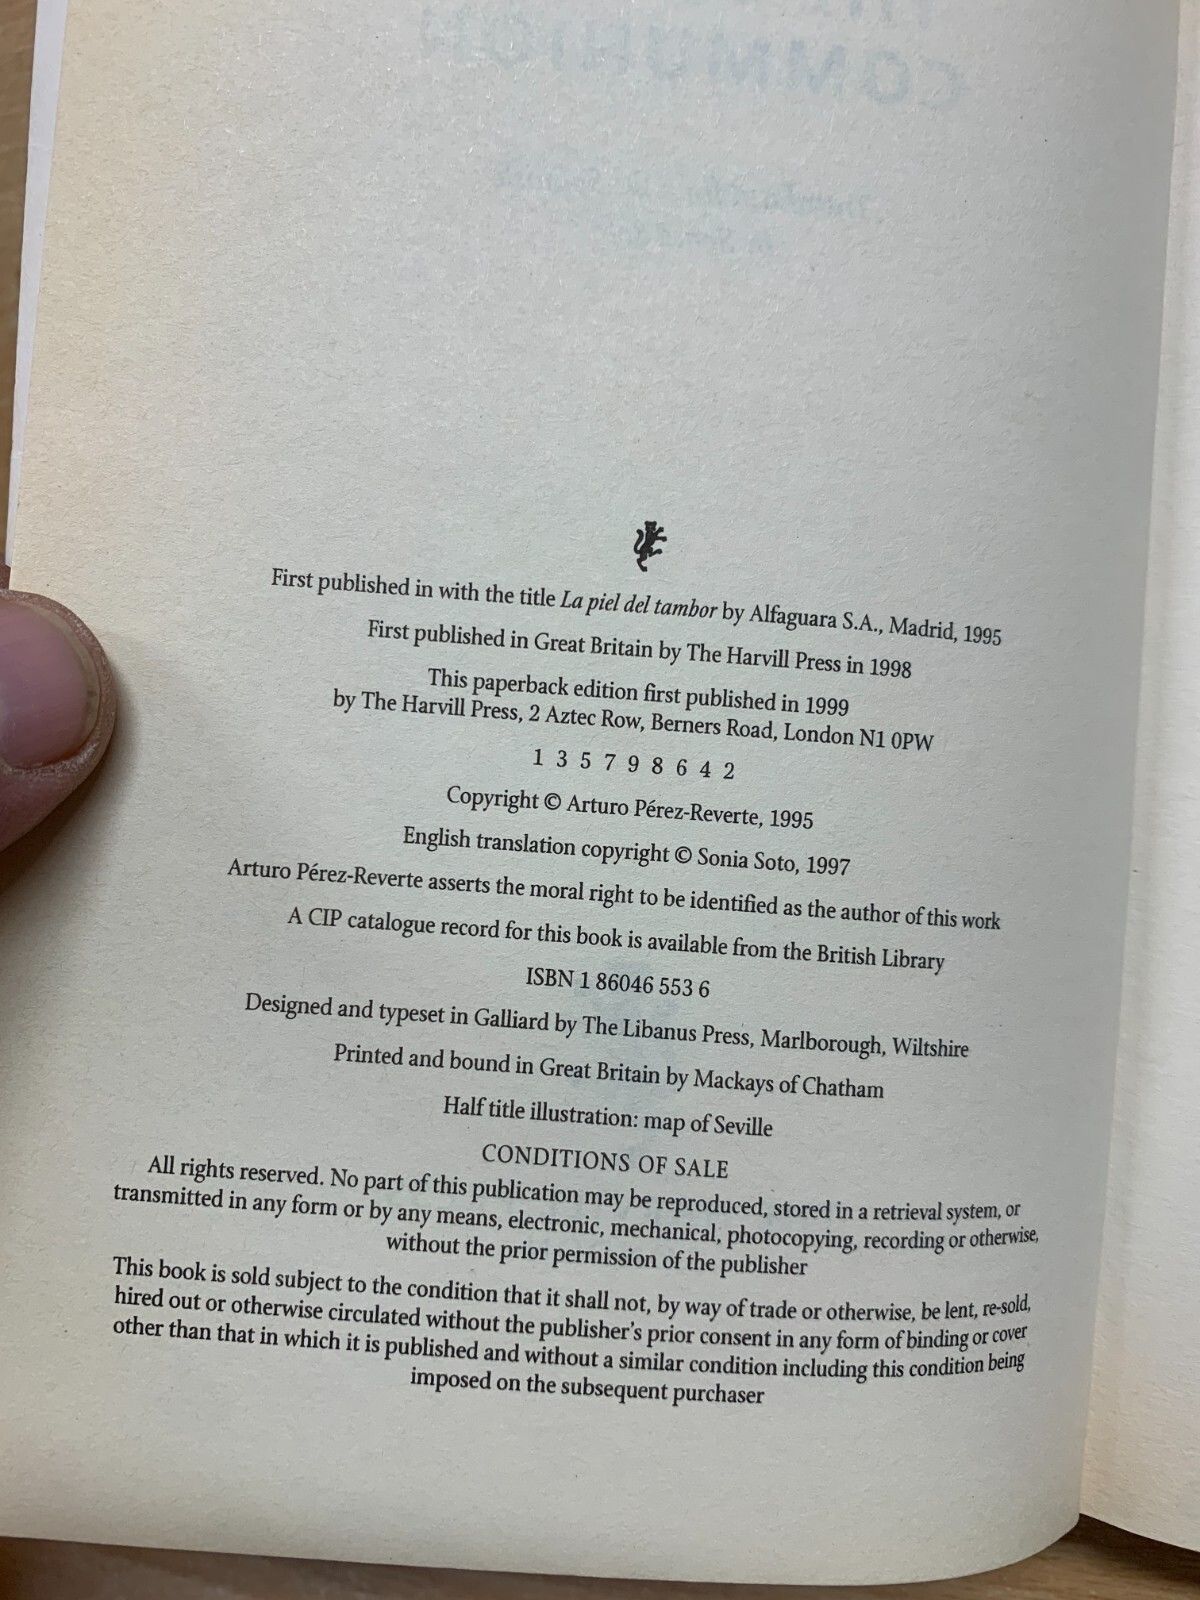 First published in with the title La piel del tambor by Alfaguara S.A., Madrid, 1995
First published in Great Britain by The Harvill Press in 1998
This paperback edition first published in 1999
by The Harvill Press, 2 Aztec Row, Berners Road, London N1 0PW
1 3 5 7 9 8 6 4 2
Copyright © Arturo Pérez-Reverte, 1995
English translation copyright © Sonia Soto, 1997
Arturo Pérez-Reverte asserts the moral right to be identified as the author of this work
A CIP catalogue record for this book is available from the British Library
ISBN 1 86046 553 6
Designed and typeset in Galliard by The Libanus Press, Marlborough, Wiltshire
Printed and bound in Great Britain by Mackays of Chatham
Half title illustration: map of Seville
CONDITIONS OF SALE
All rights reserved. No part of this publication may be reproduced, stored in a retrieval system, or
transmitted in any form or by any means, electronic, mechanical, photocopying, recording or otherwise,
without the prior permission of the publisher
This book is sold subject to the condition that it shall not, by way of trade or otherwise, be lent, re-sold,
hired out or otherwise circulated without the publisher's prior consent in any form of binding or cover
other than that in which it is published and without a similar condition including this condition being
imposed on the subsequent purchaser